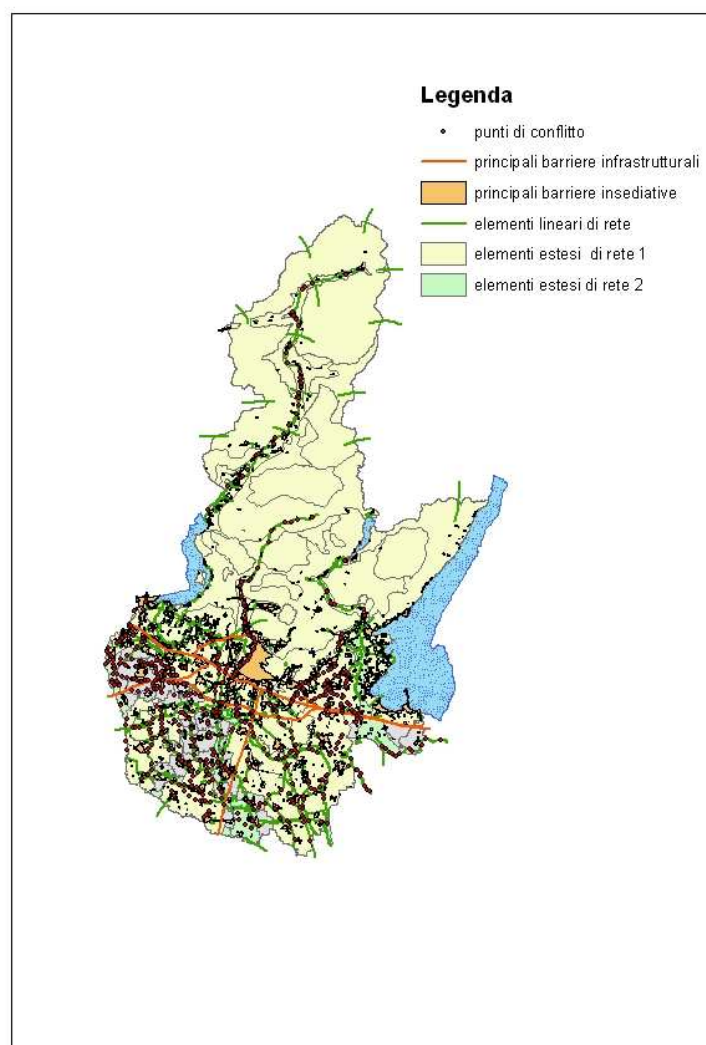 Legenda
punti di conflitto
principali barriere infrastrutturali
principali barriere insediative
elementi lineari di rete
elementi estesi di rete 1
elementi estesi di rete 2